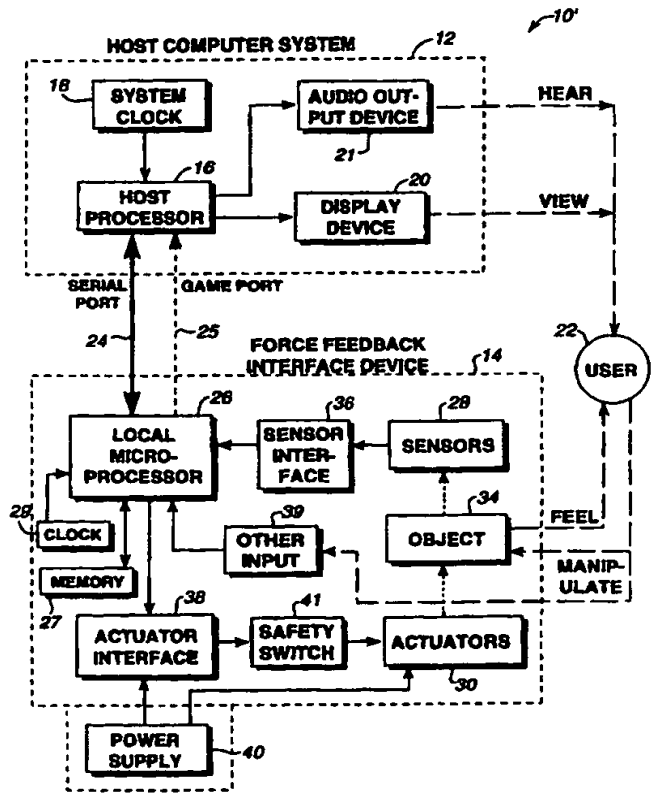 10'
HOST COMPUTER SYSTEM
12
18
SYSTEM
CLOCK
AUDIO OUT-
PUT DEVICE
21
HEAR
16
HOST
PROCESSOR
20
DISPLAY
DEVICE
VIEW
SERIAL
PORT
GAME PORT
24
25
FORCE FEEDBACK
INTERFACE DEVICE
14
22
USER
26
LOCAL
MICRO-
PROCESSOR
36
SENSOR
INTER-
FACE
28
SENSORS
29
CLOCK
39
OTHER
INPUT
34
OBJECT
FEEL
MANIP-
ULATE
MEMORY
27
38
ACTUATOR
INTERFACE
41
SAFETY
SWITCH
ACTUATORS
30
POWER
SUPPLY
40